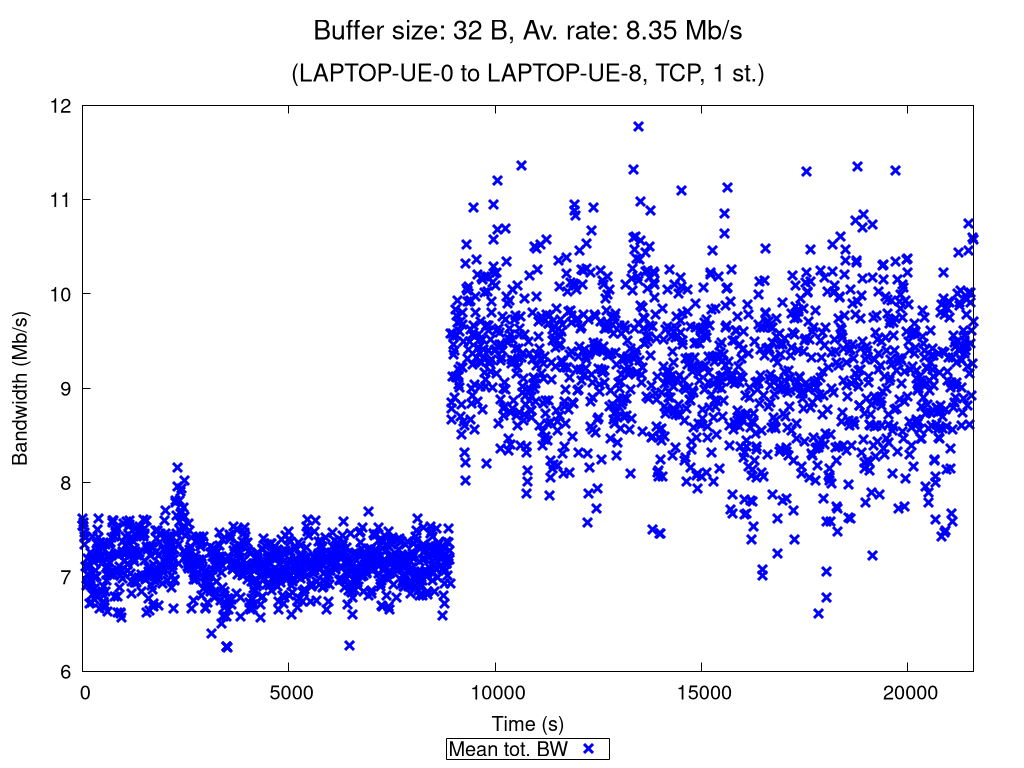 Buffer size: 32 B, Av. rate: 8.35 Mb/s
(LAPTOP-UE-0 to LAPTOP-UE-8, TCP, 1 st.)
12
11
10
9
8
7
6
Bandwidth (Mb/s)
0 5000 10000 15000 20000
Time (s)
Mean tot. BW